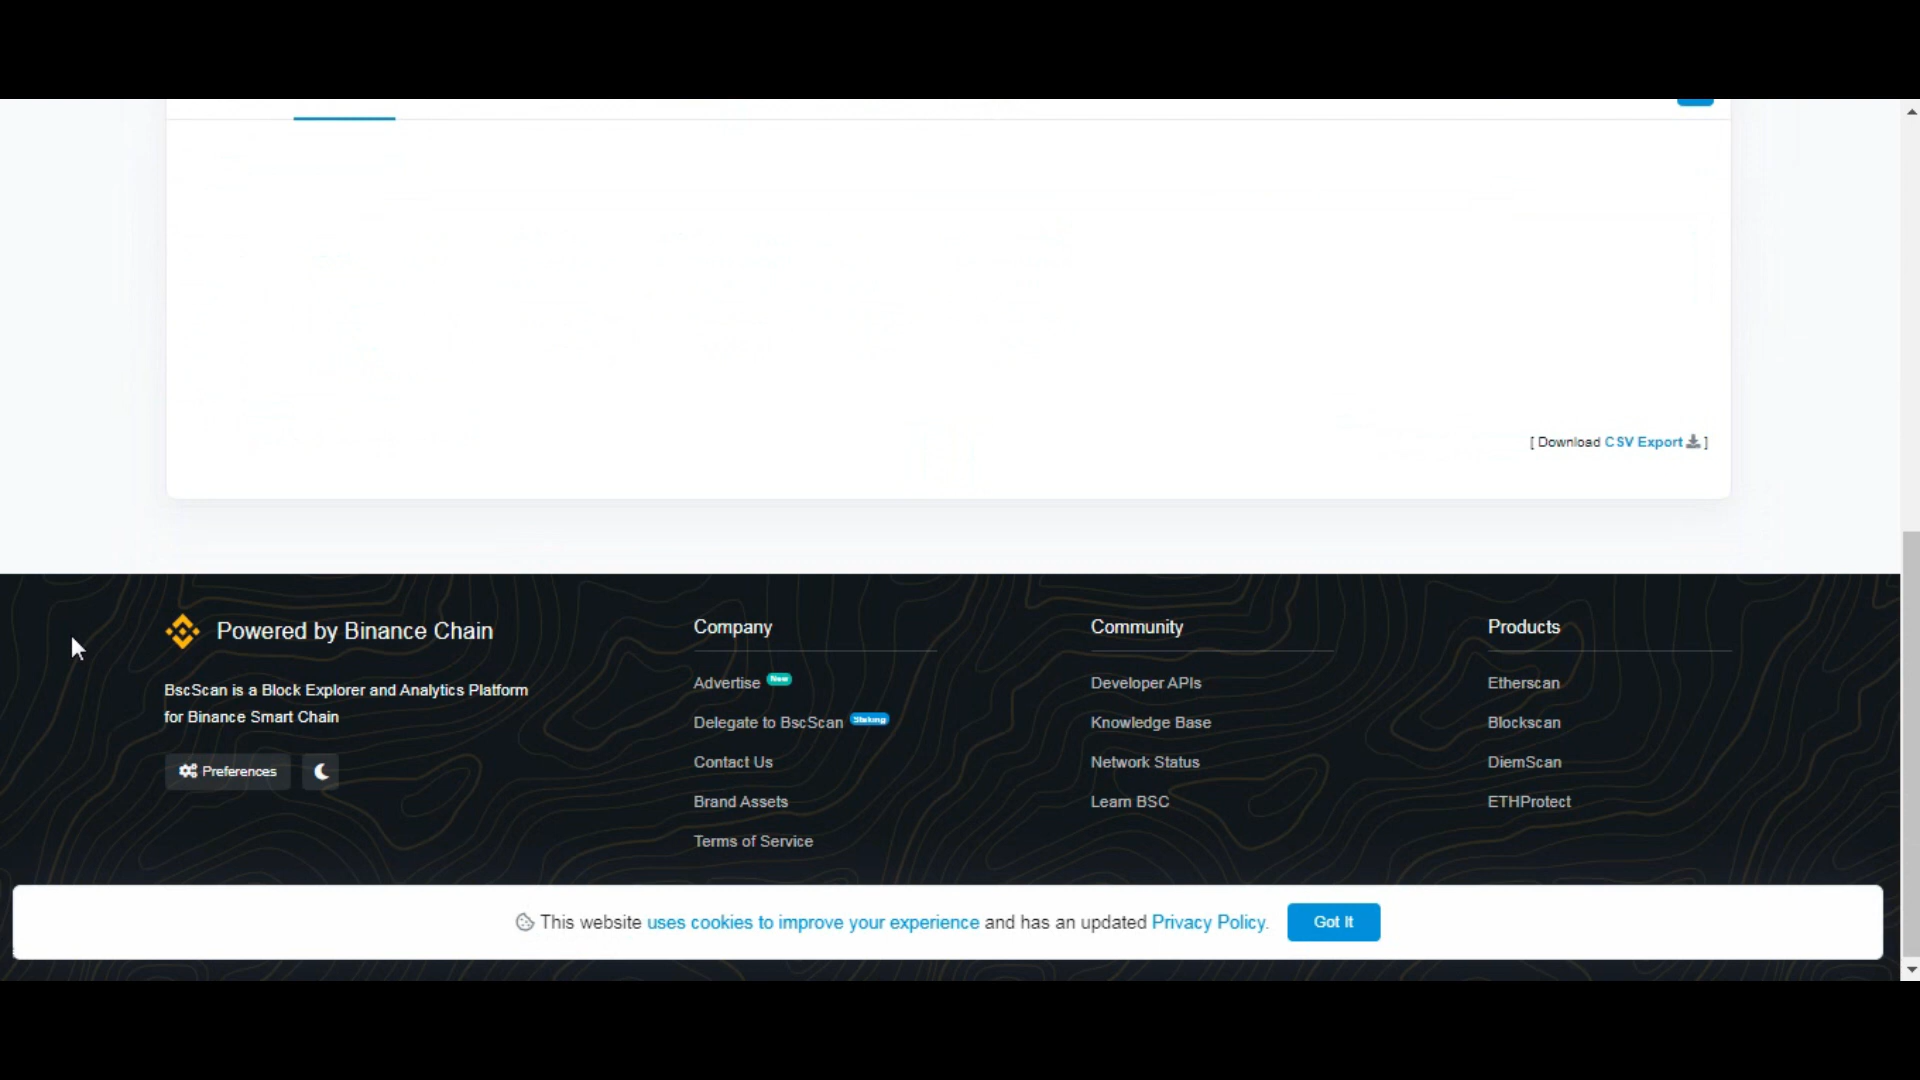 [ Download CSV Export ]
Powered by Binance Chain
BscScan is a Block Explorer and Analytics Platform
for Binance Smart Chain
Preferences
Company
Advertise New
Delegate to BscScan Staking
Contact Us
Brand Assets
Terms of Service
Community
Developer APIs
Knowledge Base
Network Status
Learn BSC
Products
Etherscan
Blockscan
DiemScan
ETHProtect
This website uses cookies to improve your experience and has an updated Privacy Policy. Got It